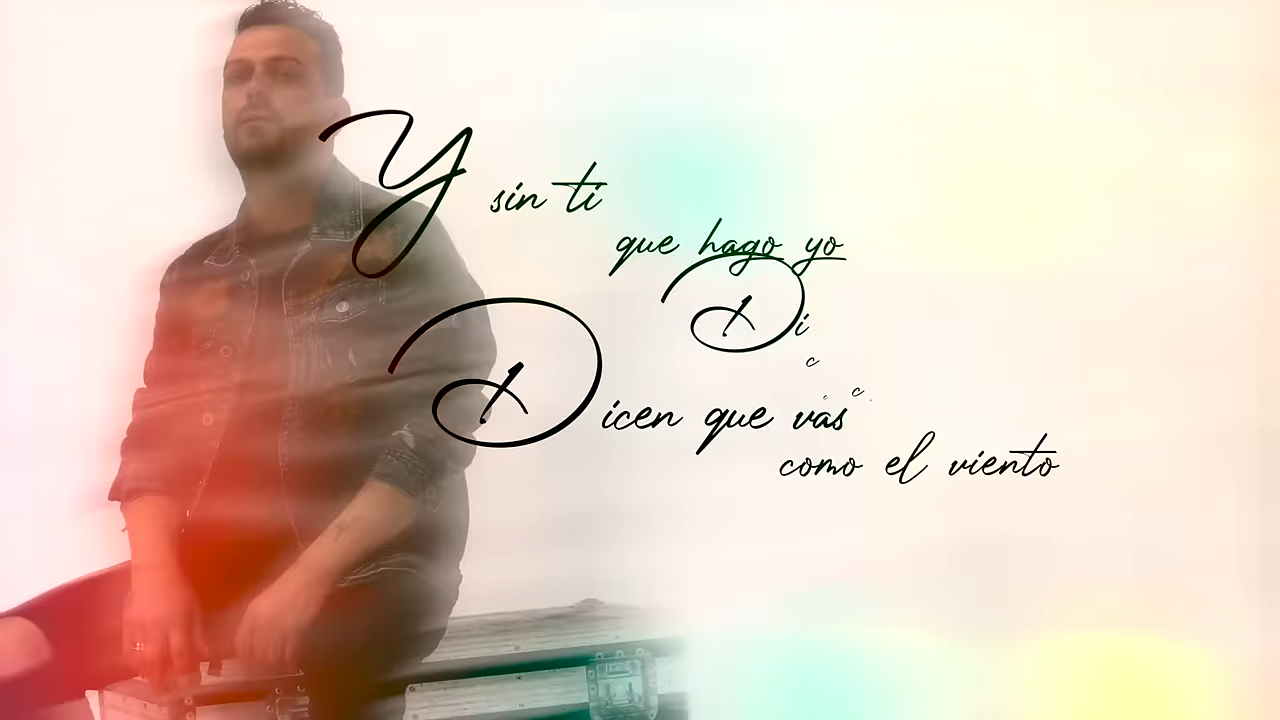 Y sin ti
que hago yo
Di
Dicen que vas
como el viento